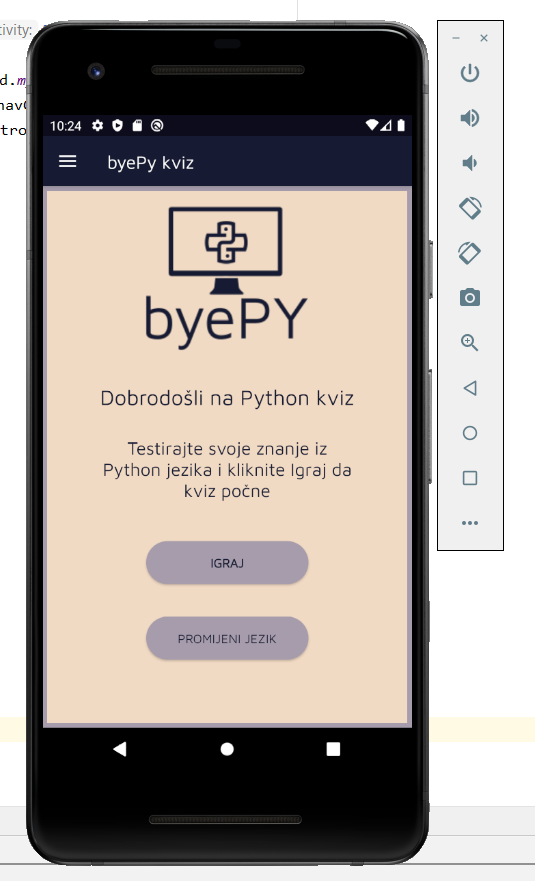 tivity:
d.m
nav
tro
10:24
byePy kviz
byePY
Dobrodošli na Python kviz
Testirajte svoje znanje iz
Python jezika i kliknite Igraj da
kviz počne
IGRAJ
PROMIJENI JEZIK